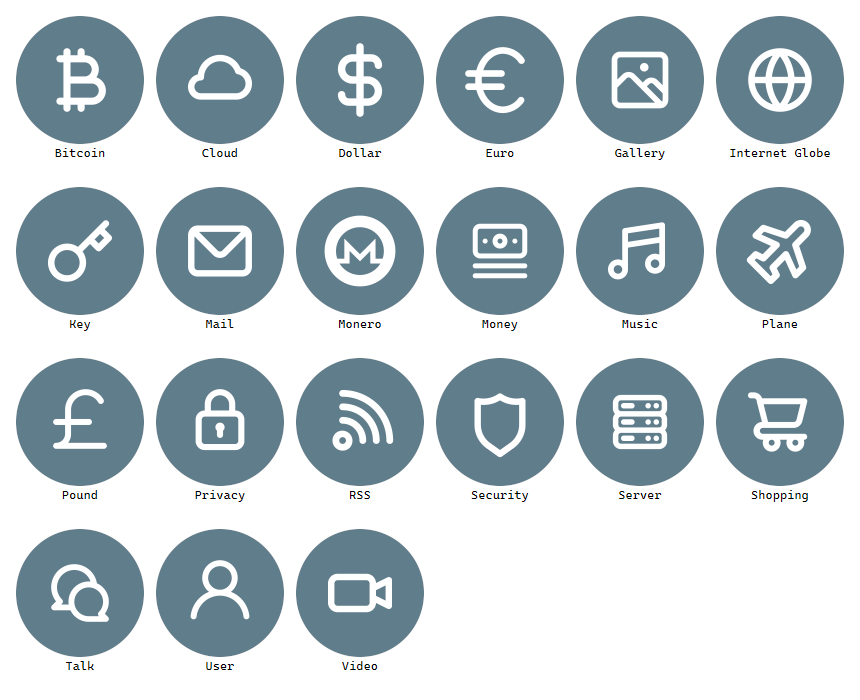 Bitcoin
Cloud
Dollar
Euro
Gallery
Internet Globe
Key
Mail
Monero
Money
Music
Plane
Pound
Privacy
RSS
Security
Server
Shopping
Talk
User
Video